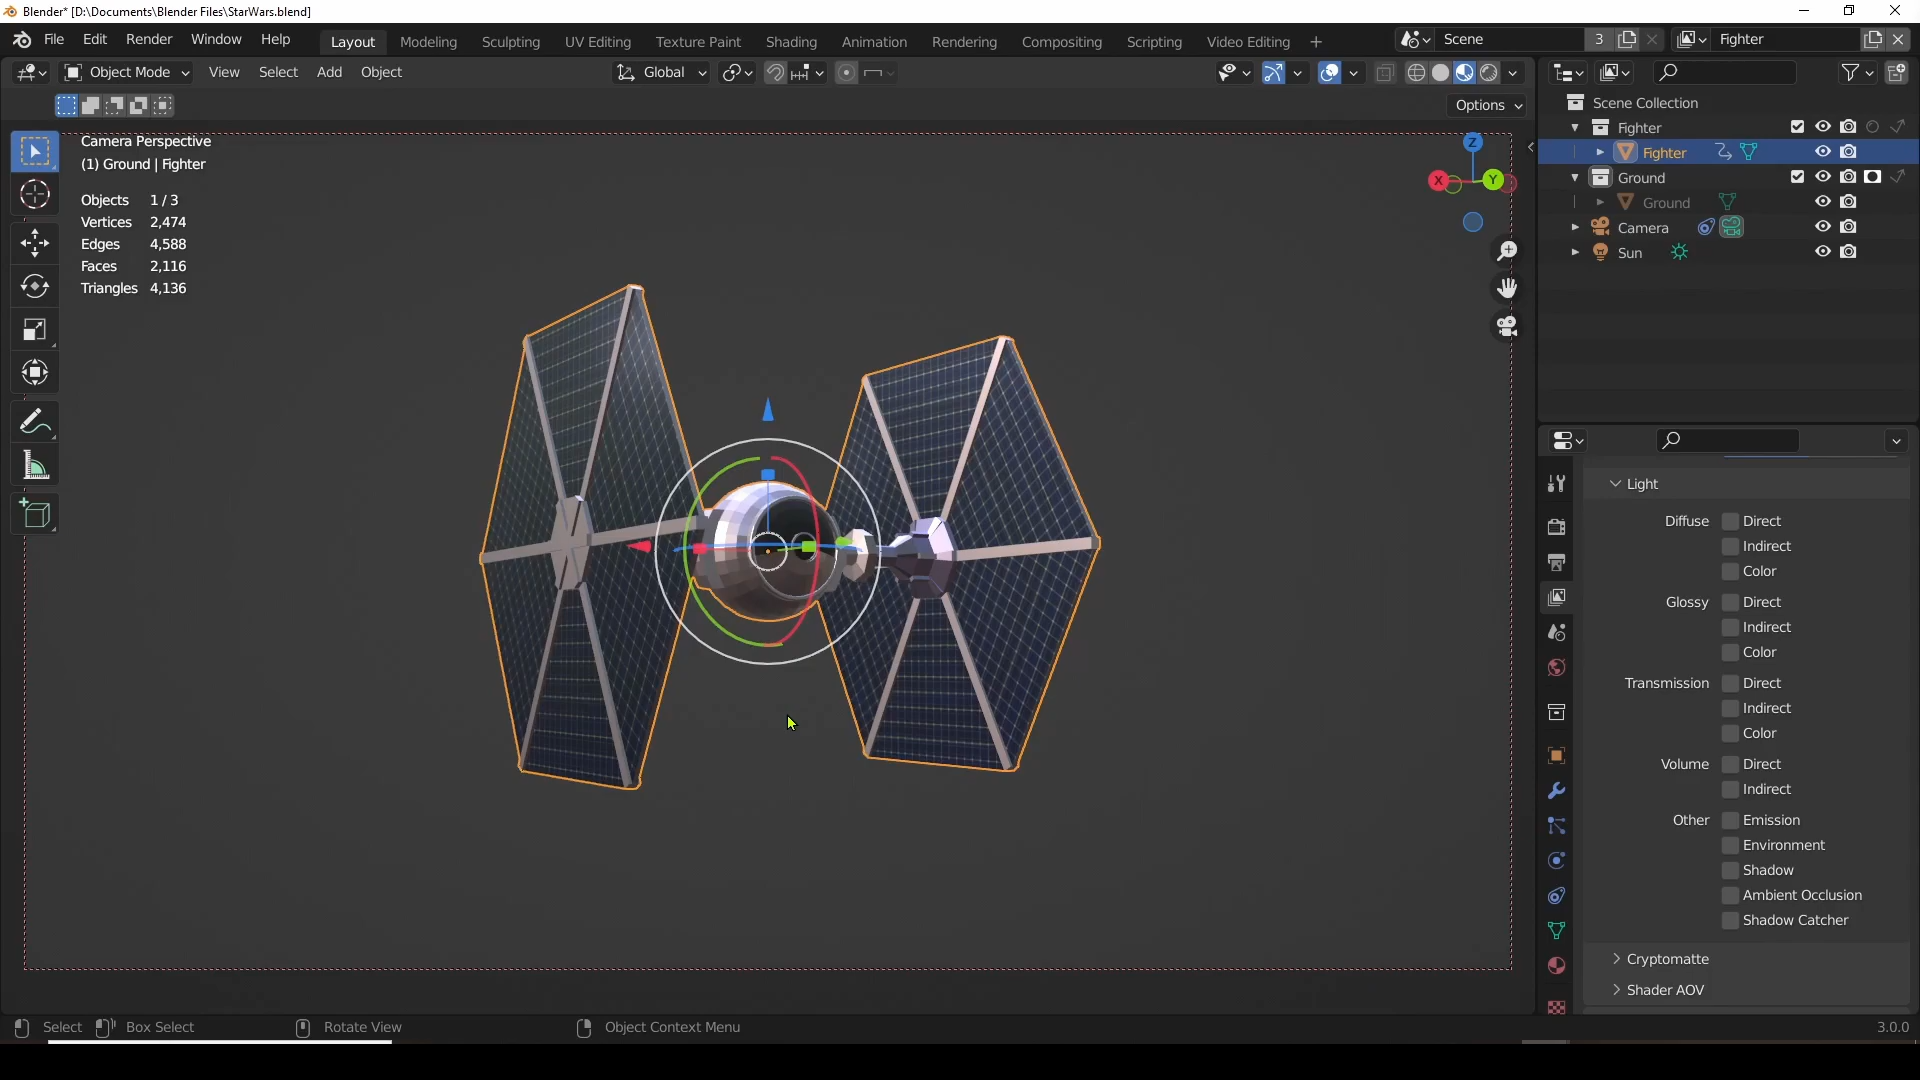 Blender* [D:\Documents\Blender Files\StarWars.blend]
File Edit Render Window Help Layout Modeling Sculpting UV Editing Texture Paint Shading Animation Rendering Compositing Scripting Video Editing + Scene 3 Fighter
Object Mode View Select Add Object Global
Options
Camera Perspective
(1) Ground | Fighter
Objects 1 / 3
Vertices 2,474
Edges 4,588
Faces 2,116
Triangles 4,136
Z
X
Y
Scene Collection
Fighter
Fighter
Ground
Ground
Camera
Sun
Light
Diffuse Direct
Indirect
Color
Glossy Direct
Indirect
Color
Transmission Direct
Indirect
Color
Volume Direct
Indirect
Other Emission
Environment
Shadow
Ambient Occlusion
Shadow Catcher
Cryptomatte
Shader AOV
Select Box Select Rotate View Object Context Menu 3.0.0